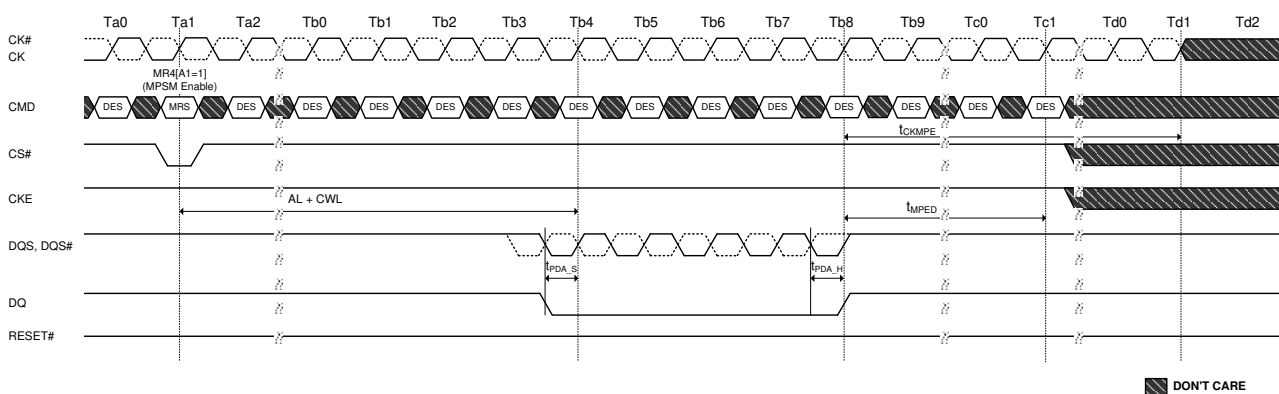 Ta0 Ta1 Ta2 Tb0 Tb1 Tb2 Tb3 Tb4 Tb5 Tb6 Tb7 Tb8 Tb9 Tc0 Tc1 Td0 Td1 Td2
CK#
CK
MR4[A1=1]
(MPSM Enable)
CMD DES MRS DES DES DES DES DES DES DES DES DES DES DES DES DES
tCKMPE
CS#
CKE AL + CWL
tMPED
DQS, DQS#
tPDA_S tPDA_H
DQ
RESET#
DON'T CARE